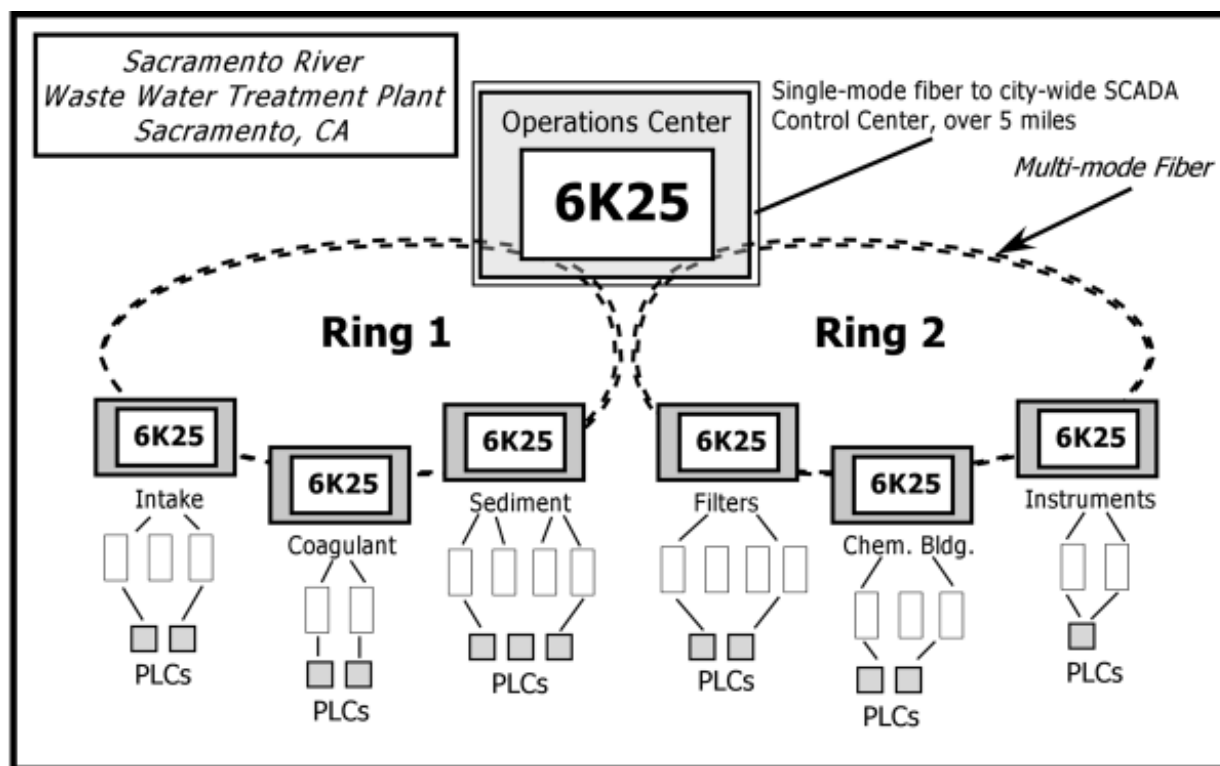 Sacramento River
Waste Water Treatment Plant
Sacramento, CA
Operations Center
6K25
Single-mode fiber to city-wide SCADA
Control Center, over 5 miles
Multi-mode Fiber
Ring 1
Ring 2
6K25
Intake
PLCs
6K25
Coagulant
PLCs
6K25
Sediment
PLCs
6K25
Filters
PLCs
6K25
Chem. Bldg.
PLCs
6K25
Instruments
PLCs